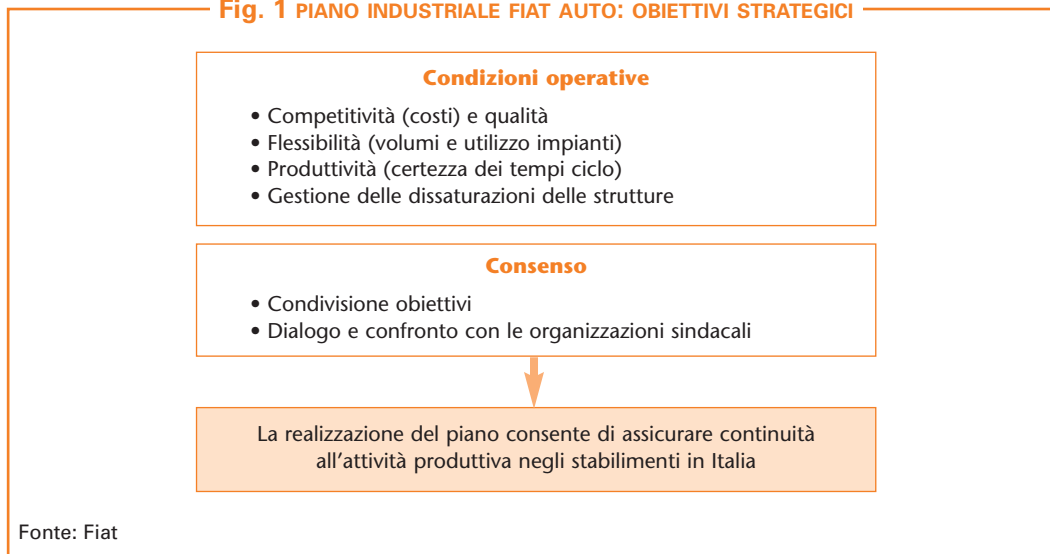 Fig. 1 PIANO INDUSTRIALE FIAT AUTO: OBIETTIVI STRATEGICI
Condizioni operative
• Competitività (costi) e qualità
• Flessibilità (volumi e utilizzo impianti)
• Produttività (certezza dei tempi ciclo)
• Gestione delle dissaturazioni delle strutture
Consenso
• Condivisione obiettivi
• Dialogo e confronto con le organizzazioni sindacali
La realizzazione del piano consente di assicurare continuità
all'attività produttiva negli stabilimenti in Italia
Fonte: Fiat